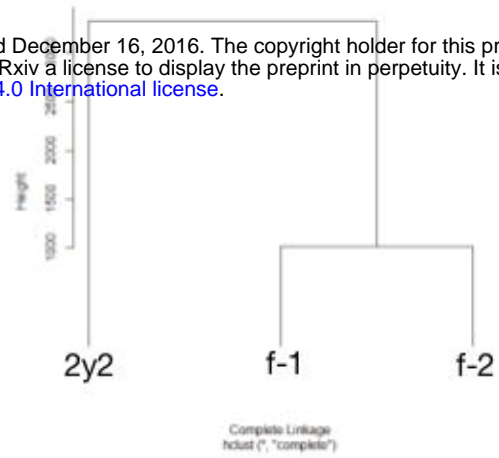 d December 16, 2016. The copyright holder for this pr
Rxiv a license to display the preprint in perpetuity. It is
4.0 International license.
2500
2000
1500
1000
Height
2y2
f-1
f-2
Complete Linkage
hclust (*, "complete")